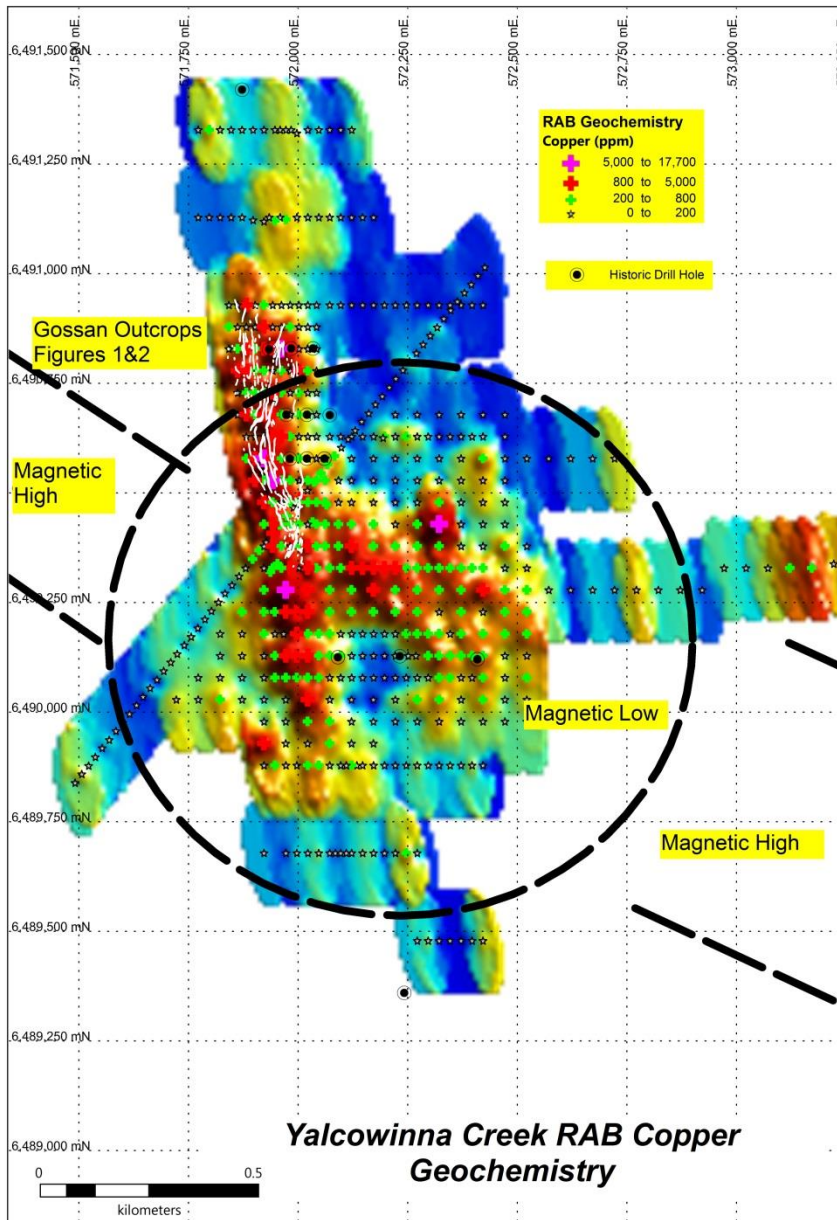 571,500 mE
571,750 mE
572,000 mE
572,250 mE
572,500 mE
572,750 mE
573,000 mE
6,491,500 mN
RAB Geochemistry
Copper (ppm)
5,000 to 17,700
800 to 5,000
200 to 800
0 to 200
6,491,250 mN
6,491,000 mN
Historic Drill Hole
Gossan Outcrops
Figures 1&2
6,490,750 mN
Magnetic
High
6,490,000 mN
Magnetic Low
6,489,750 mN
Magnetic High
6,489,500 mN
6,489,250 mN
6,489,000 mN
Yalcowinna Creek RAB Copper
Geochemistry
0 0.5
kilometers